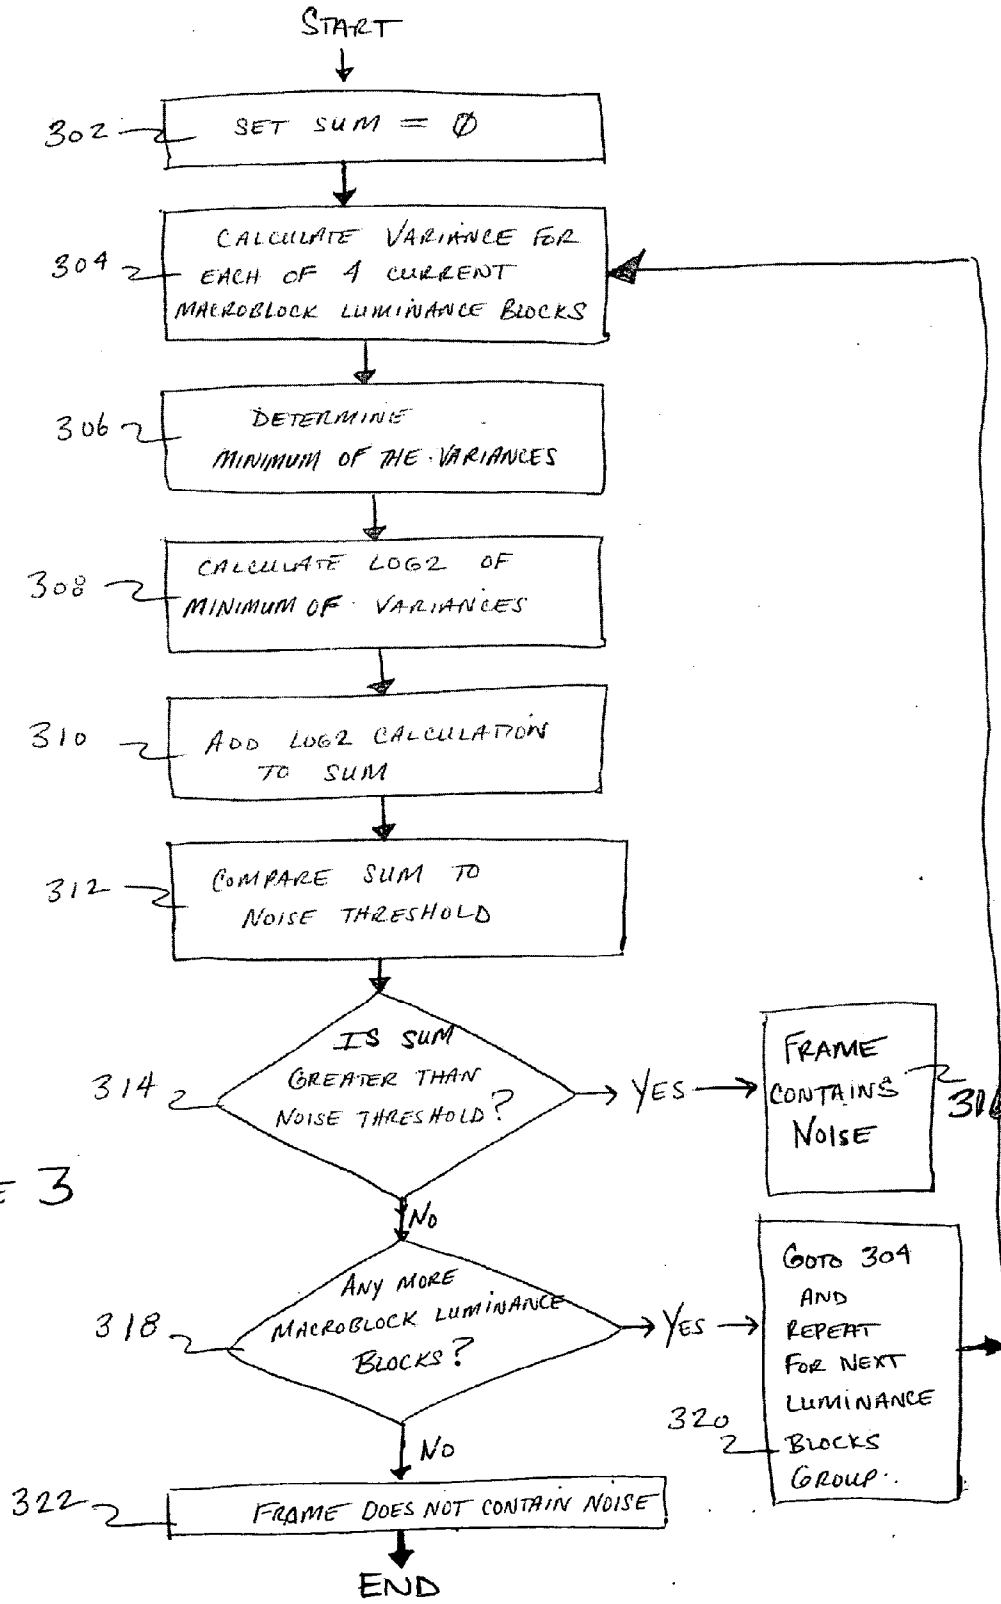 START
302
SET SUM = Ø
304
CALCULATE VARIANCE FOR
EACH OF 4 CURRENT
MACROBLOCK LUMINANCE BLOCKS
306
DETERMINE
MINIMUM OF THE VARIANCES
308
CALCULATE LOG2 OF
MINIMUM OF VARIANCES
310
ADD LOG2 CALCULATION
TO SUM
312
COMPARE SUM TO
NOISE THRESHOLD
314
IS SUM
GREATER THAN
NOISE THRESHOLD?
YES
FRAME
CONTAINS
NOISE
316
3
NO
318
ANY MORE
MACROBLOCK LUMINANCE
BLOCKS?
YES
GOTO 304
AND
REPEAT
FOR NEXT
LUMINANCE
BLOCKS
GROUP.
320
NO
322
FRAME DOES NOT CONTAIN NOISE
END